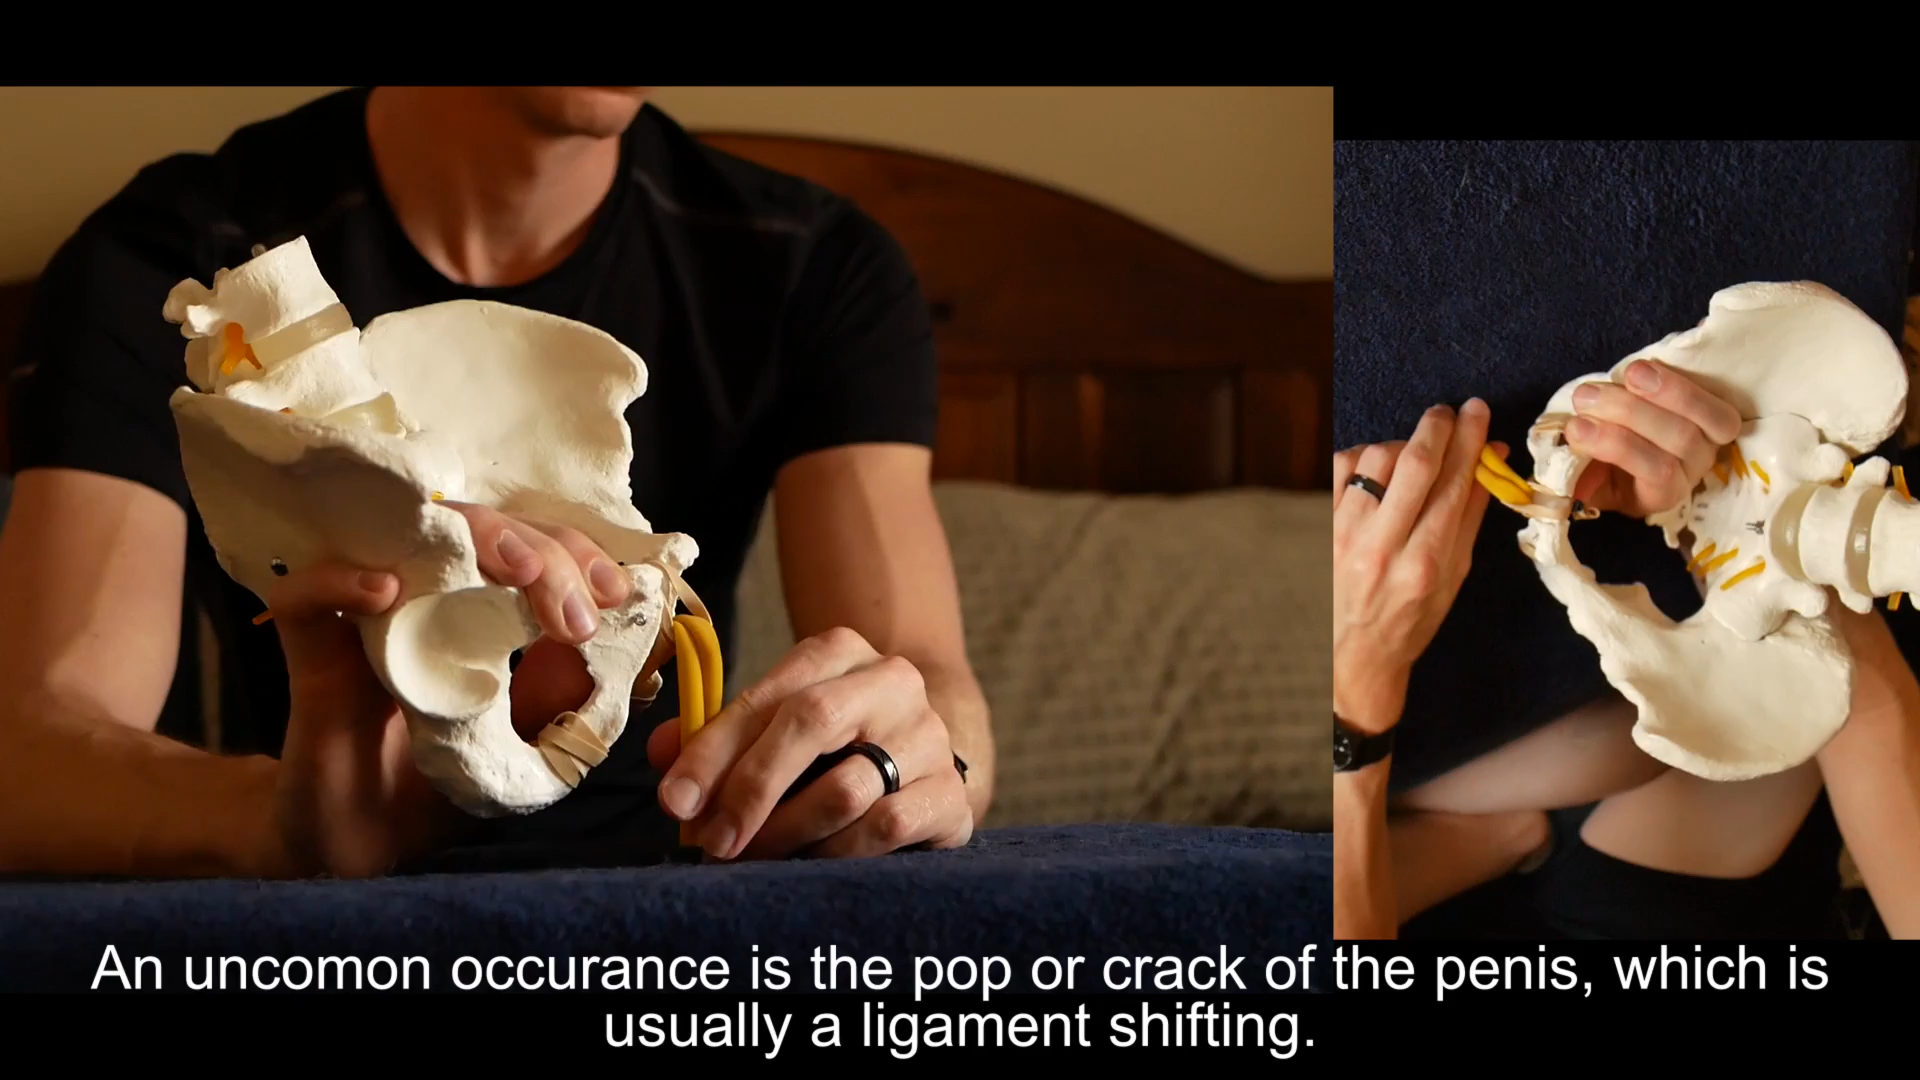 An uncomon occurance is the pop or crack of the penis, which is
usually a ligament shifting.